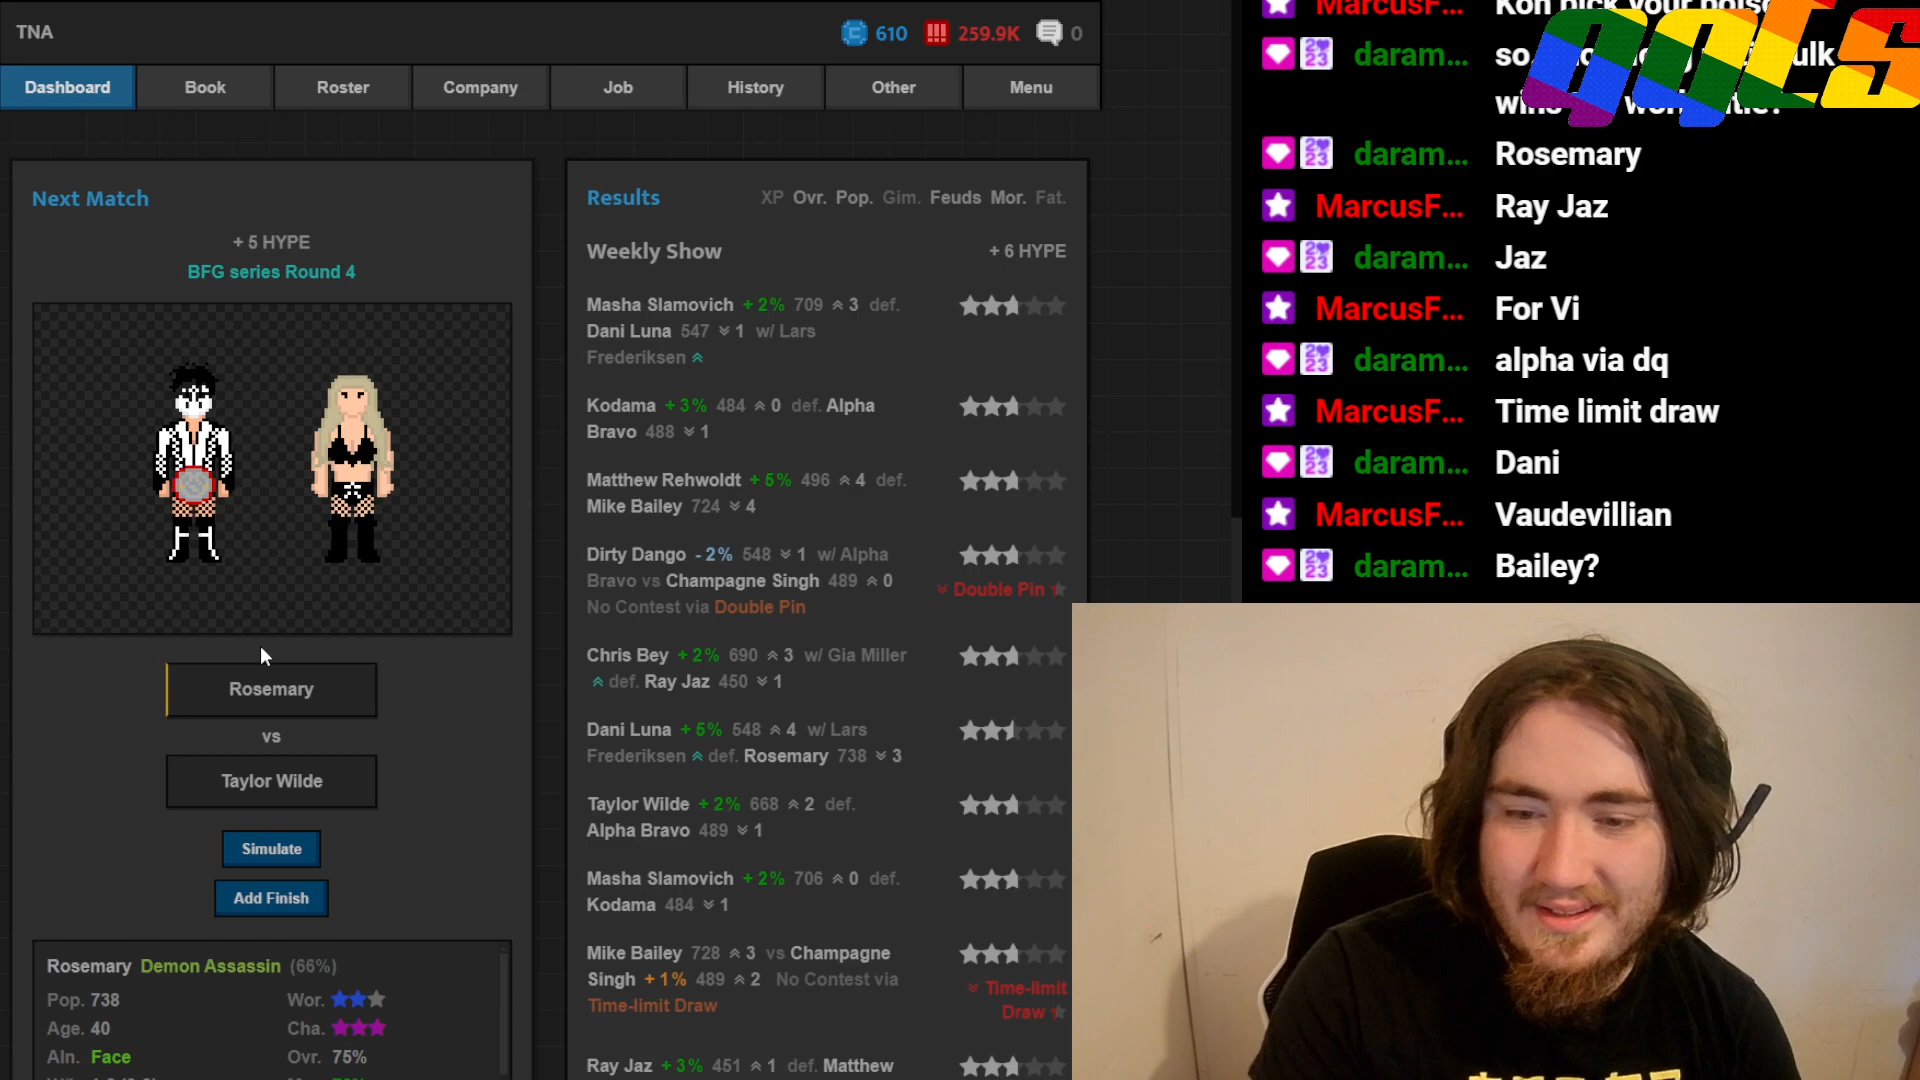 TNA
610
259.9K
0
Dashboard
Book
Roster
Company
Job
History
Other
Menu
Next Match
+ 5 HYPE
BFG series Round 4
Rosemary
vs
Taylor Wilde
Simulate
Add Finish
Rosemary Demon Assassin (66%)
Pop. 738
Wor.
Age. 40
Cha.
Aln. Face
Ovr. 75%
Results
XP Ovr. Pop. Gim. Feuds Mor. Fat.
Weekly Show
+ 6 HYPE
Masha Slamovich + 2% 709 3 def.
Dani Luna 547 1 w/ Lars
Frederiksen
Kodama + 3% 484 0 def. Alpha
Bravo 488 1
Matthew Rehwoldt + 5% 496 4 def.
Mike Bailey 724 4
Dirty Dango - 2% 548 1 w/ Alpha
Bravo vs Champagne Singh 489 0
No Contest via Double Pin
Double Pin
Chris Bey + 2% 690 3 w/ Gia Miller
def. Ray Jaz 450 1
Dani Luna + 5% 548 4 w/ Lars
Frederiksen def. Rosemary 738 3
Taylor Wilde + 2% 668 2 def.
Alpha Bravo 489 1
Masha Slamovich + 2% 706 0 def.
Kodama 484 1
Mike Bailey 728 3 vs Champagne
Singh + 1% 489 2 No Contest via
Time-limit Draw
Time-limit
Draw
Ray Jaz + 3% 451 1 def. Matthew
MarcusF...
daram...
qqLS
daram... Rosemary
MarcusF... Ray Jaz
daram... Jaz
MarcusF... For Vi
daram... alpha via dq
MarcusF... Time limit draw
daram... Dani
MarcusF... Vaudevillian
daram... Bailey?